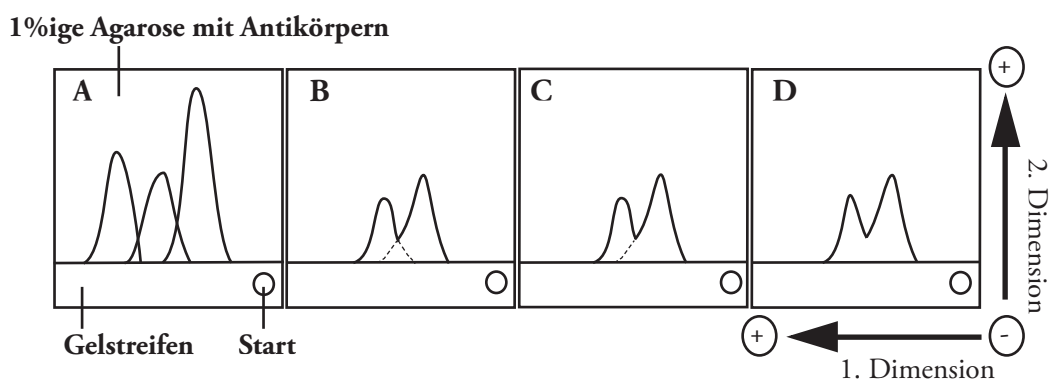 1%ige Agarose mit Antikörpern
A
B
C
D
+
2. Dimension
Gelstreifen
Start
+
-
1. Dimension